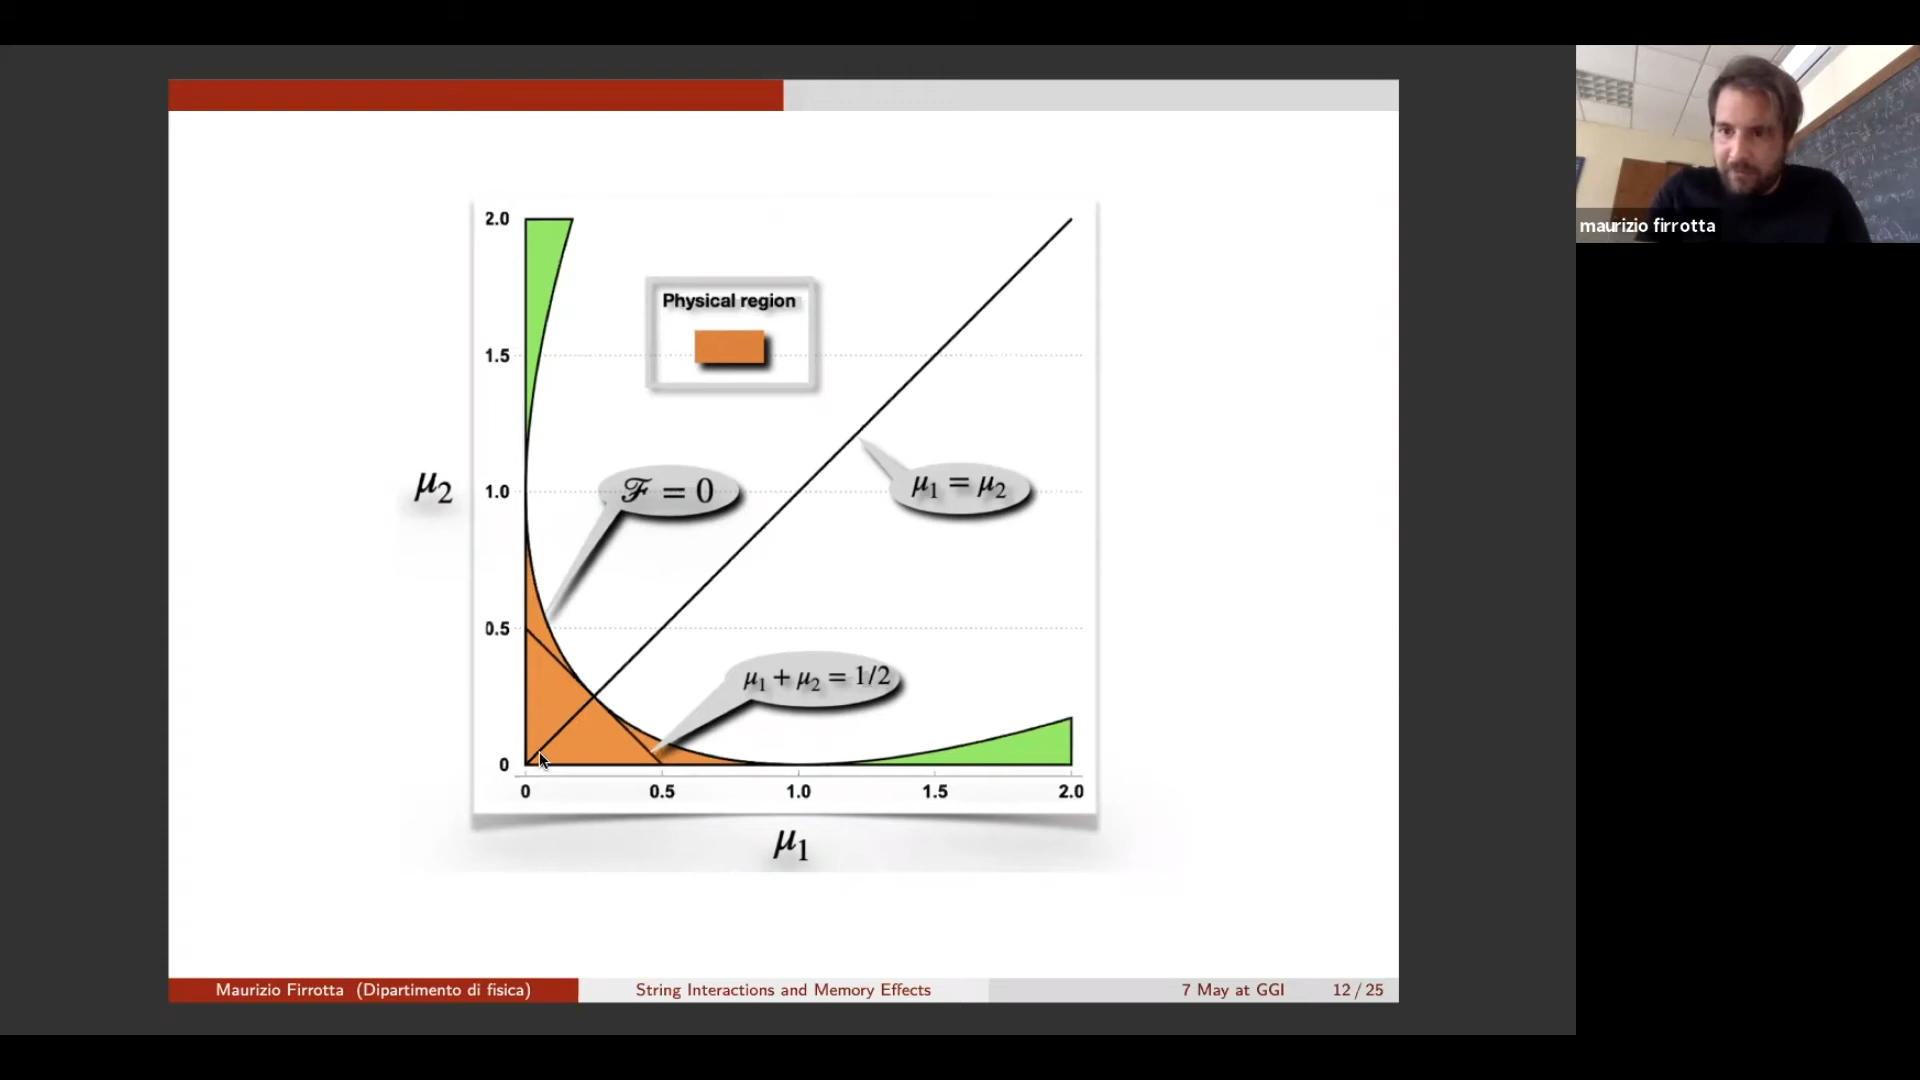 2.0
Physical region
1.5
ℱ = 0
μ₁ = μ₂
μ₂
1.0
0.5
μ₁ + μ₂ = 1/2
0
0 0.5 1.0 1.5 2.0
μ₁
Maurizio Firrotta (Dipartimento di fisica) String Interactions and Memory Effects 7 May at GGI 12 / 25
maurizio firrotta